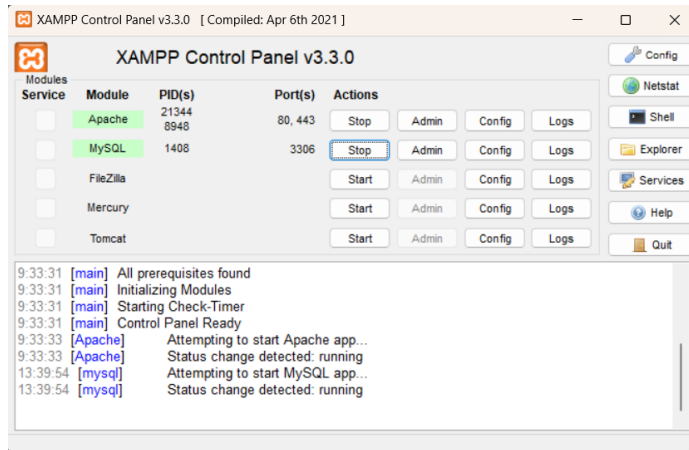 XAMPP Control Panel v3.3.0 [ Compiled: Apr 6th 2021 ]
XAMPP Control Panel v3.3.0
Config
Modules
Service Module PID(s) Port(s) Actions
Netstat
Apache 21344 8948 80, 443 Stop Admin Config Logs
Shell
MySQL 1408 3306 Stop Admin Config Logs
Explorer
FileZilla Start Admin Config Logs
Services
Mercury Start Admin Config Logs
Help
Tomcat Start Admin Config Logs
Quit
9:33:31 [main] All prerequisites found
9:33:31 [main] Initializing Modules
9:33:31 [main] Starting Check-Timer
9:33:31 [main] Control Panel Ready
9:33:33 [Apache] Attempting to start Apache app...
9:33:33 [Apache] Status change detected: running
13:39:54 [mysql] Attempting to start MySQL app...
13:39:54 [mysql] Status change detected: running